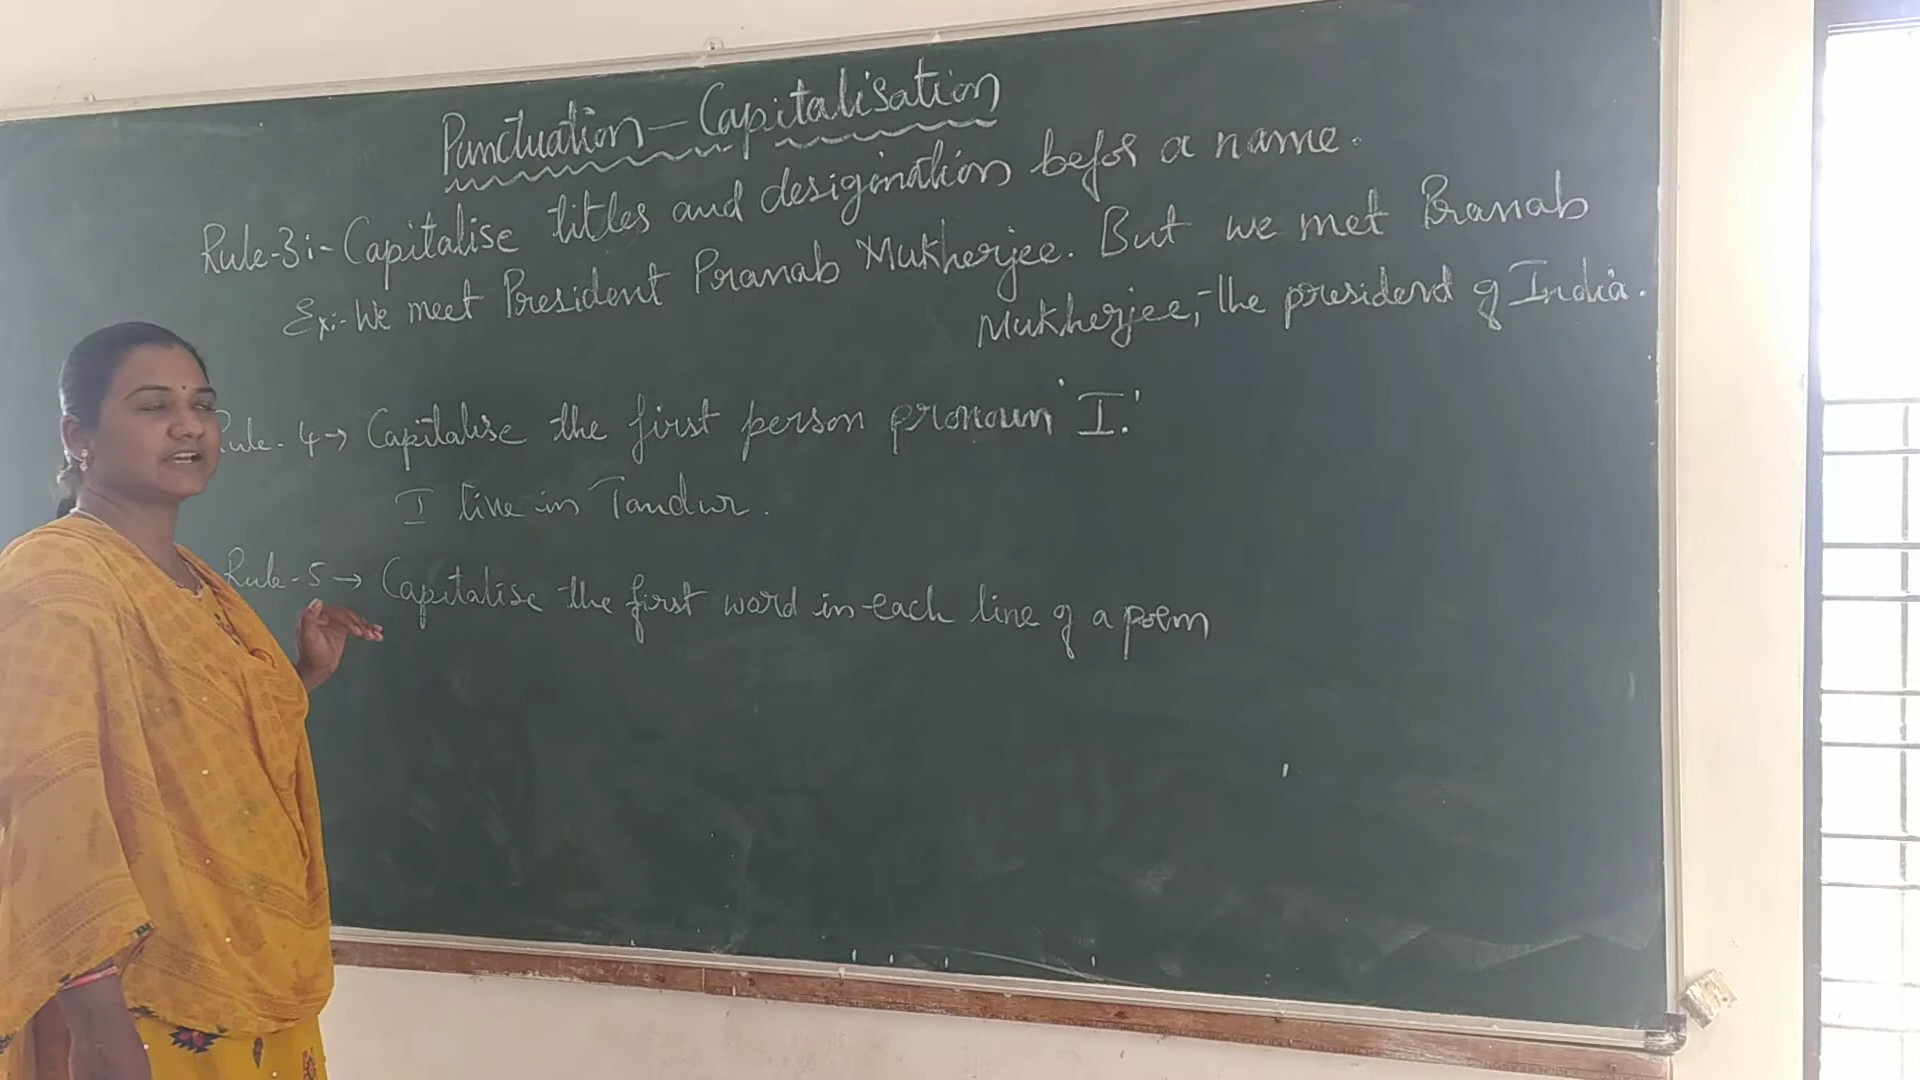 Punctuation – Capitalisation
Rule-3:- Capitalise titles and desigination befor a name.
Ex:- We meet President Pranab Mukherjee. But we met Pranab
Mukherjee, the president of India.
Rule-4→ Capitalise the first person pronoun 'I.'
I live in Tandur.
Rule-5→ Capitalise the first word in each line of a poem